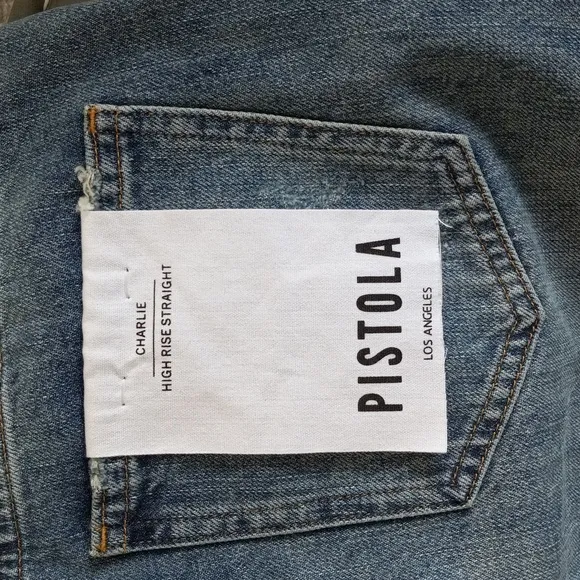 CHARLIE
HIGH RISE STRAIGHT
PISTOLA
LOS ANGELES